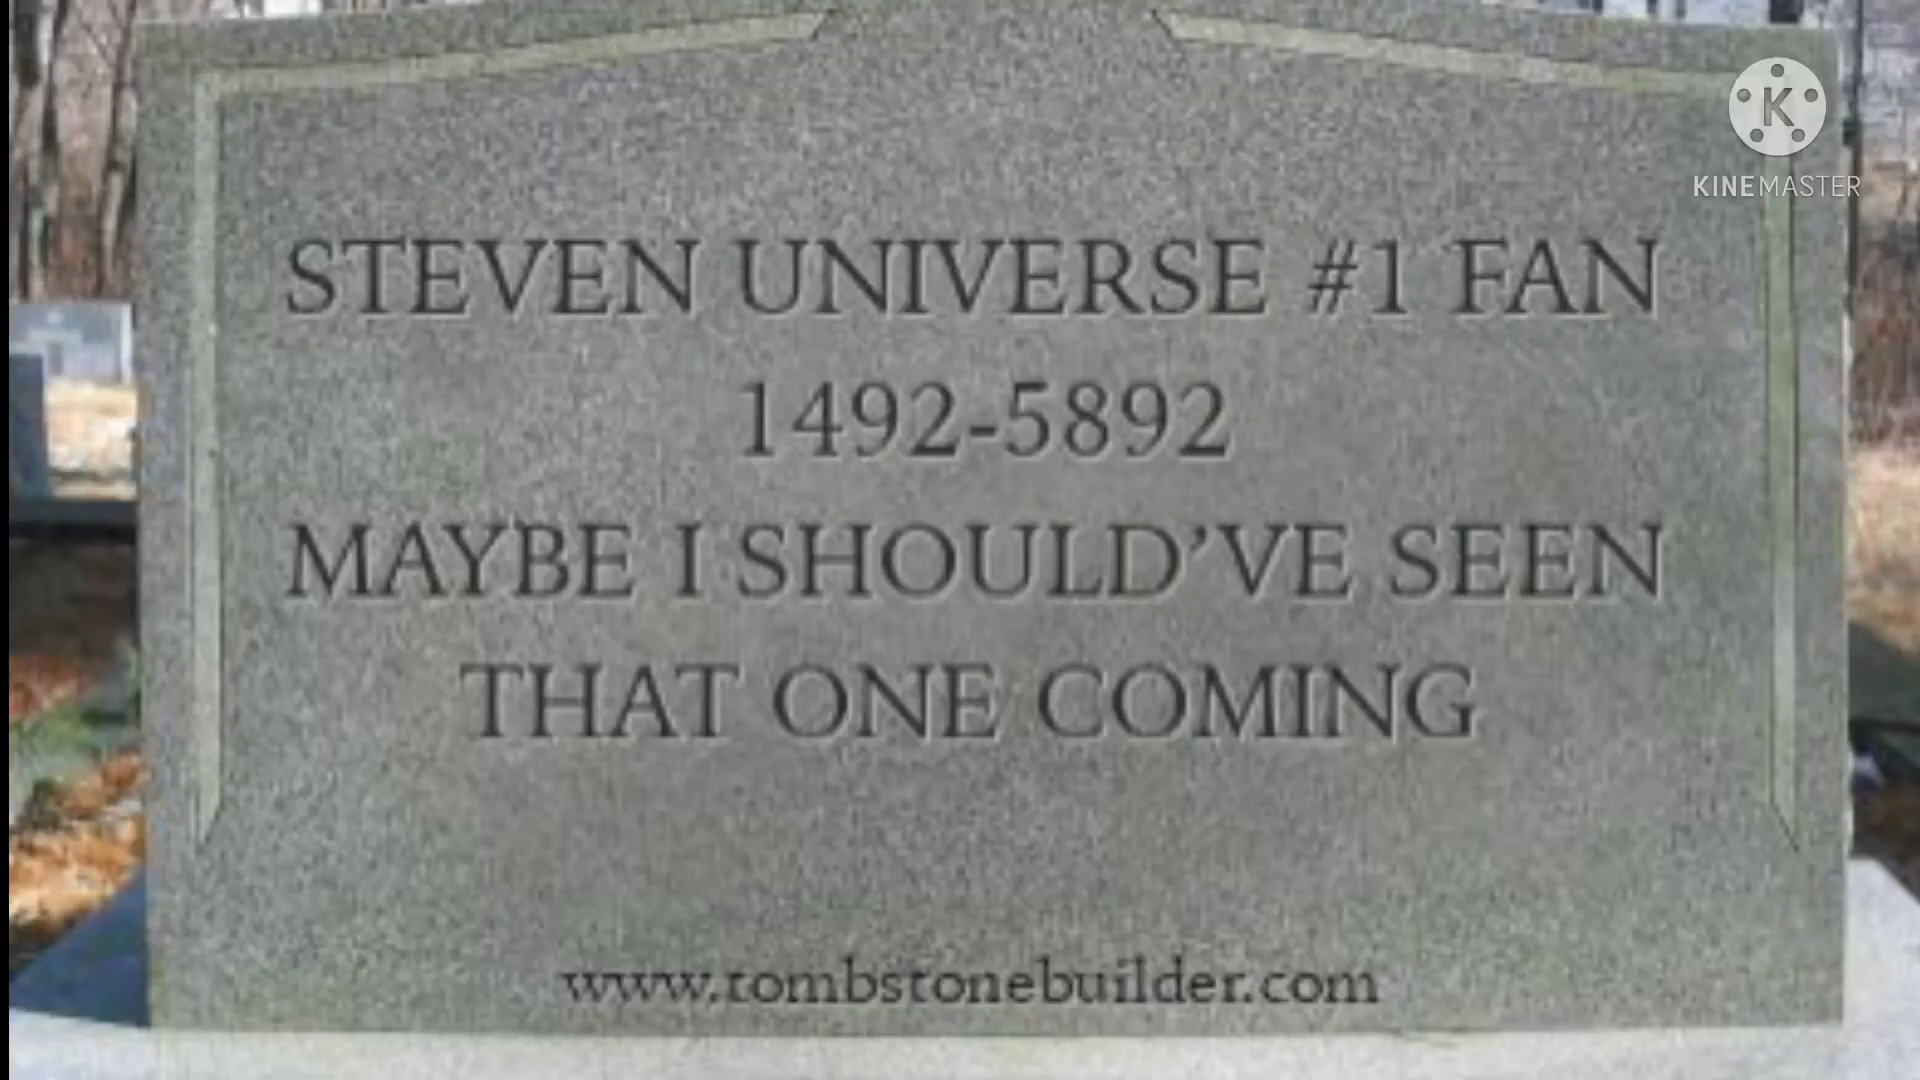 K
KINEMASTER
STEVEN UNIVERSE #1 FAN
1492-5892
MAYBE I SHOULD'VE SEEN
THAT ONE COMING
www.tombstonebuilder.com